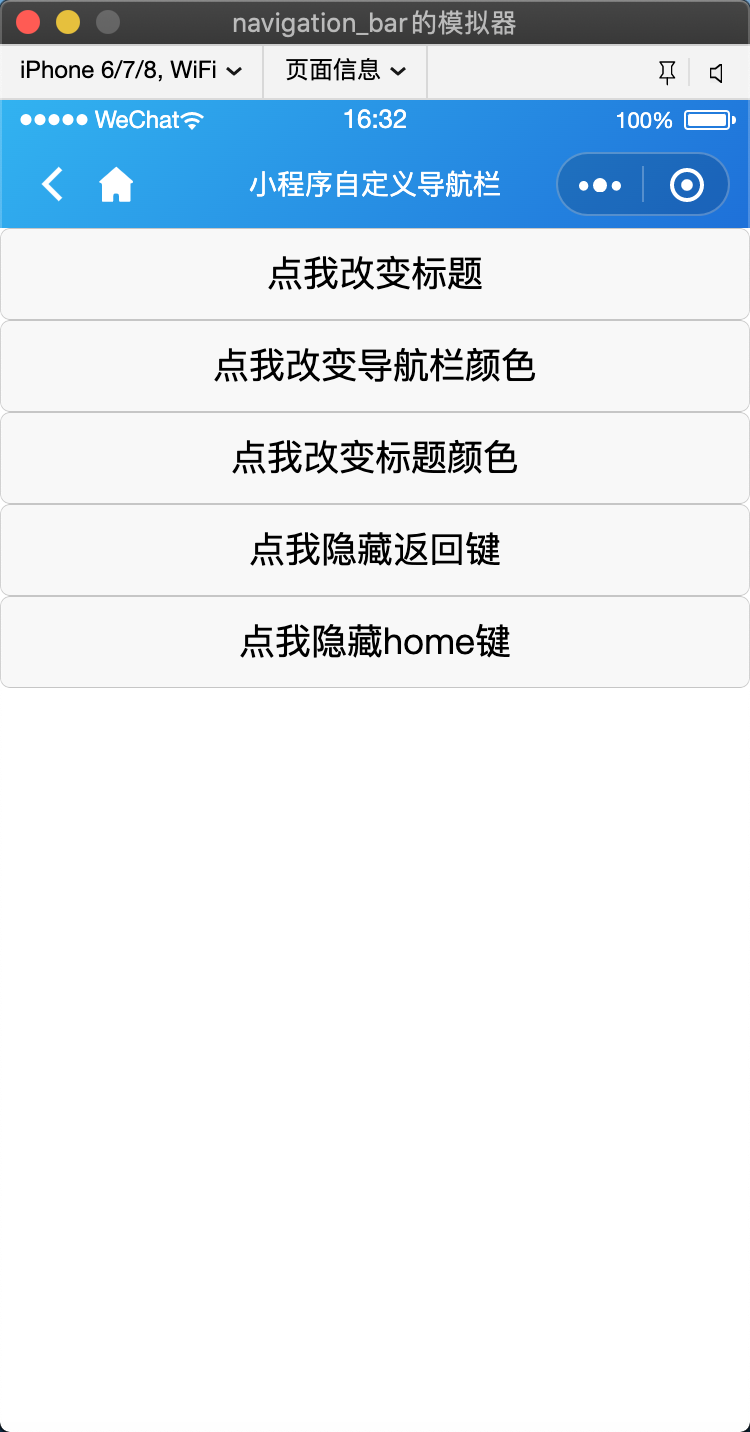 navigation_bar的模拟器
iPhone 6/7/8, WiFi 页面信息
WeChat 16:32 100%
小程序自定义导航栏
点我改变标题
点我改变导航栏颜色
点我改变标题颜色
点我隐藏返回键
点我隐藏home键